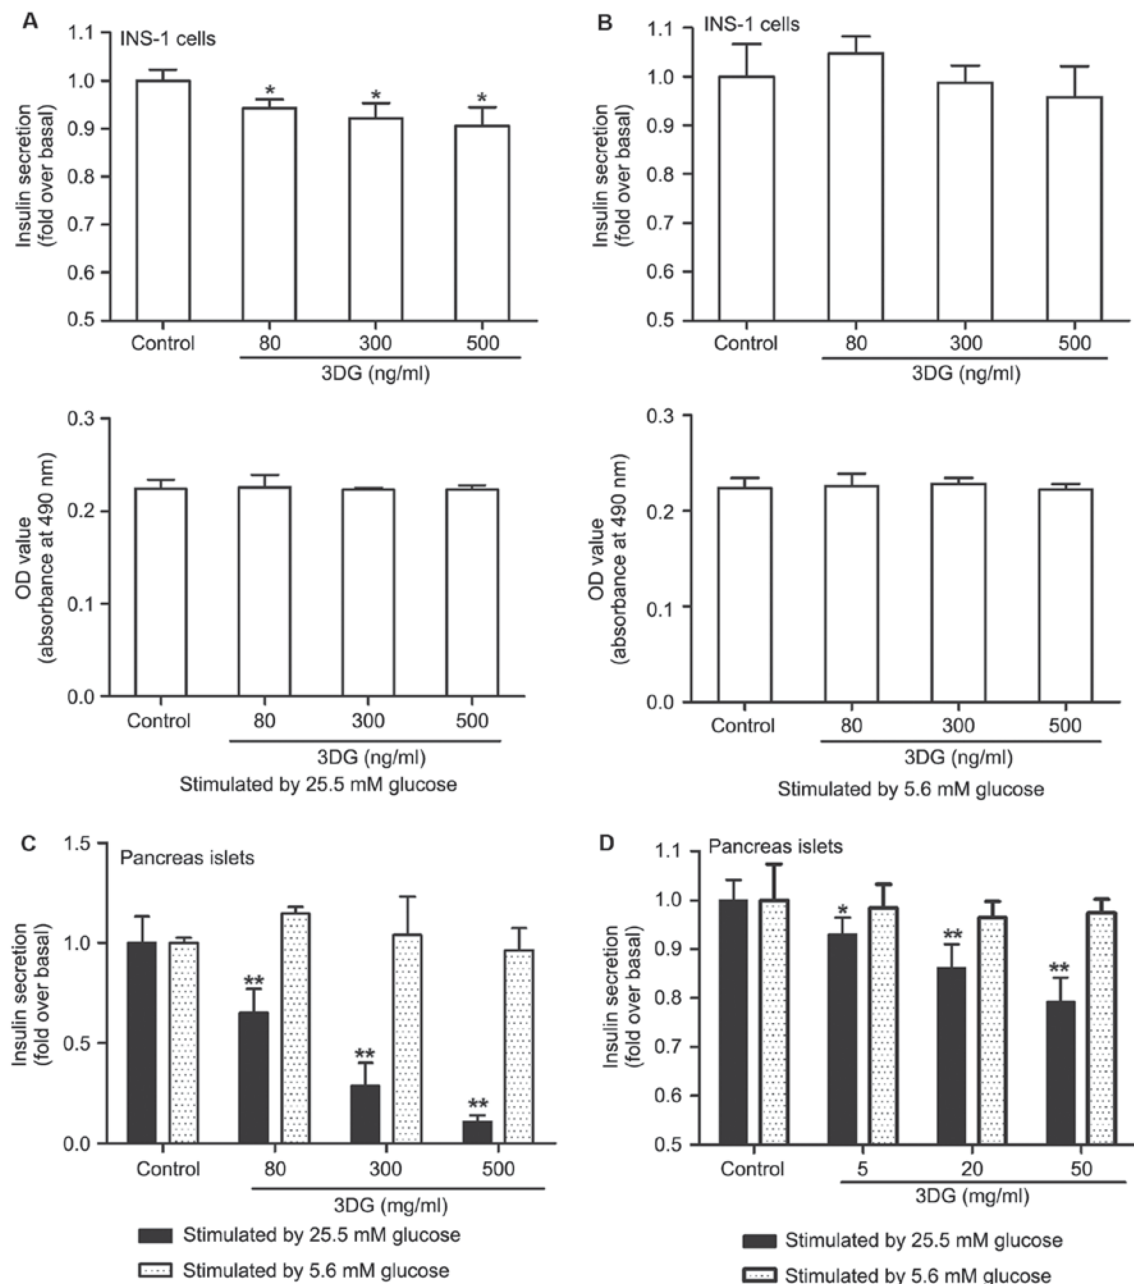 A
INS-1 cells
Insulin secretion
(fold over basal)
1.1
1.0
0.9
0.8
0.7
0.6
0.5
* * *
Control 80 300 500
3DG (ng/ml)
B
INS-1 cells
Insulin secretion
(fold over basal)
1.1
1.0
0.9
0.8
0.7
0.6
0.5
Control 80 300 500
3DG (ng/ml)
OD value
(absorbance at 490 nm)
0.3
0.2
0.1
0.0
Control 80 300 500
3DG (ng/ml)
Stimulated by 25.5 mM glucose
OD value
(absorbance at 490 nm)
0.3
0.2
0.1
0.0
Control 80 300 500
3DG (ng/ml)
Stimulated by 5.6 mM glucose
C
Pancreas islets
Insulin secretion
(fold over basal)
1.5
1.0
0.5
0.0
** ** **
Control 80 300 500
3DG (mg/ml)
Stimulated by 25.5 mM glucose
Stimulated by 5.6 mM glucose
D
Pancreas islets
Insulin secretion
(fold over basal)
1.1
1.0
0.9
0.8
0.7
0.6
0.5
* ** **
Control 5 20 50
3DG (mg/ml)
Stimulated by 25.5 mM glucose
Stimulated by 5.6 mM glucose